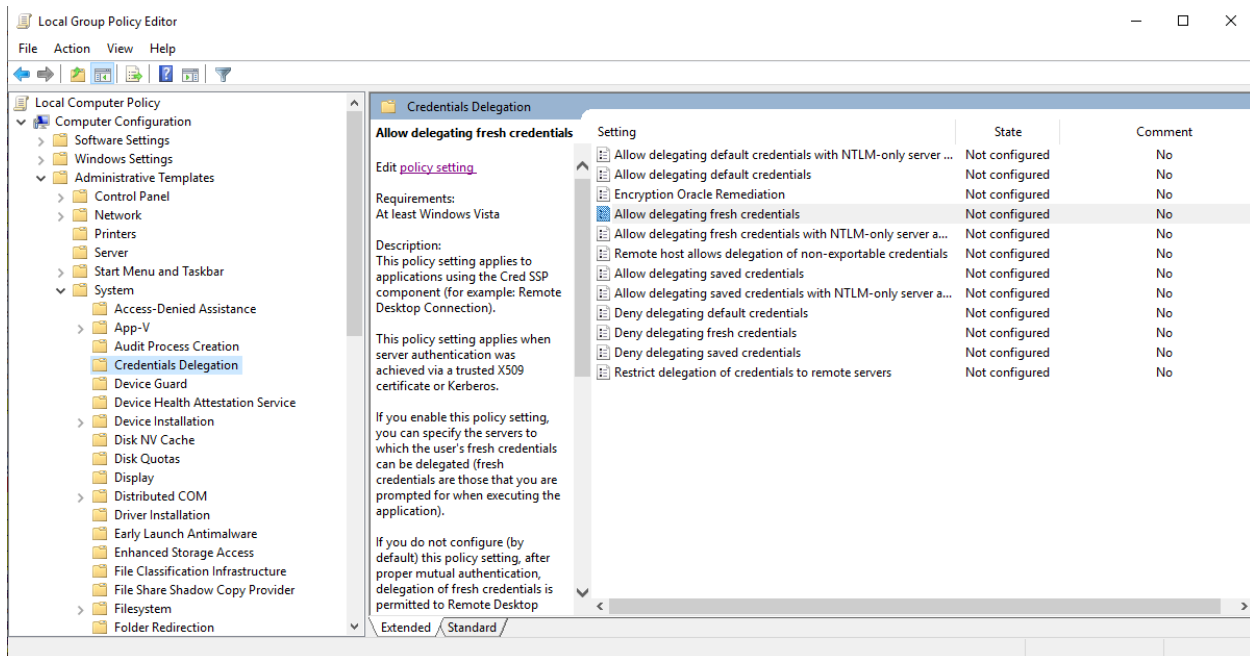 Local Group Policy Editor
File Action View Help
Local Computer Policy
Computer Configuration
Software Settings
Windows Settings
Administrative Templates
Control Panel
Network
Printers
Server
Start Menu and Taskbar
System
Access-Denied Assistance
App-V
Audit Process Creation
Credentials Delegation
Device Guard
Device Health Attestation Service
Device Installation
Disk NV Cache
Disk Quotas
Display
Distributed COM
Driver Installation
Early Launch Antimalware
Enhanced Storage Access
File Classification Infrastructure
File Share Shadow Copy Provider
Filesystem
Folder Redirection
Credentials Delegation
Allow delegating fresh credentials
Edit policy setting
Requirements:
At least Windows Vista
Description:
This policy setting applies to
applications using the Cred SSP
component (for example: Remote
Desktop Connection).
This policy setting applies when
server authentication was
achieved via a trusted X509
certificate or Kerberos.
If you enable this policy setting,
you can specify the servers to
which the user's fresh credentials
can be delegated (fresh
credentials are those that you are
prompted for when executing the
application).
If you do not configure (by
default) this policy setting, after
proper mutual authentication,
delegation of fresh credentials is
permitted to Remote Desktop
Setting State Comment
Allow delegating default credentials with NTLM-only server ... Not configured No
Allow delegating default credentials Not configured No
Encryption Oracle Remediation Not configured No
Allow delegating fresh credentials Not configured No
Allow delegating fresh credentials with NTLM-only server a... Not configured No
Remote host allows delegation of non-exportable credentials Not configured No
Allow delegating saved credentials Not configured No
Allow delegating saved credentials with NTLM-only server a... Not configured No
Deny delegating default credentials Not configured No
Deny delegating fresh credentials Not configured No
Deny delegating saved credentials Not configured No
Restrict delegation of credentials to remote servers Not configured No
Extended Standard